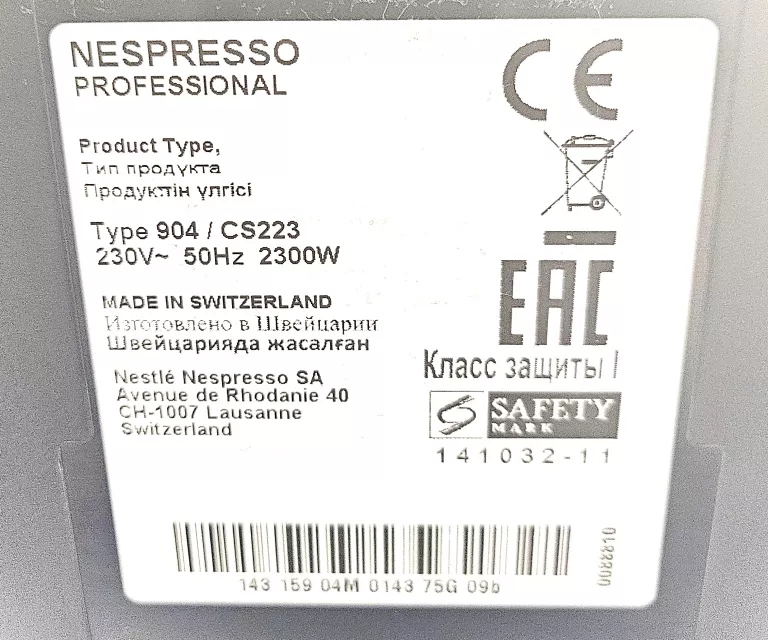 NESPRESSO
PROFESSIONAL
Product Type,
Тип продукта
Продуктін үлгісі
Type 904 / CS223
230V~ 50Hz 2300W
MADE IN SWITZERLAND
Изготовлено в Швейцарии
Швейцарияда жасалған
Nestlé Nespresso SA
Avenue de Rhodanie 40
CH-1007 Lausanne
Switzerland
CE
EAC
Класс защиты I
SAFETY
MARK
141032-11
143 159 04M 0143 75G 09b